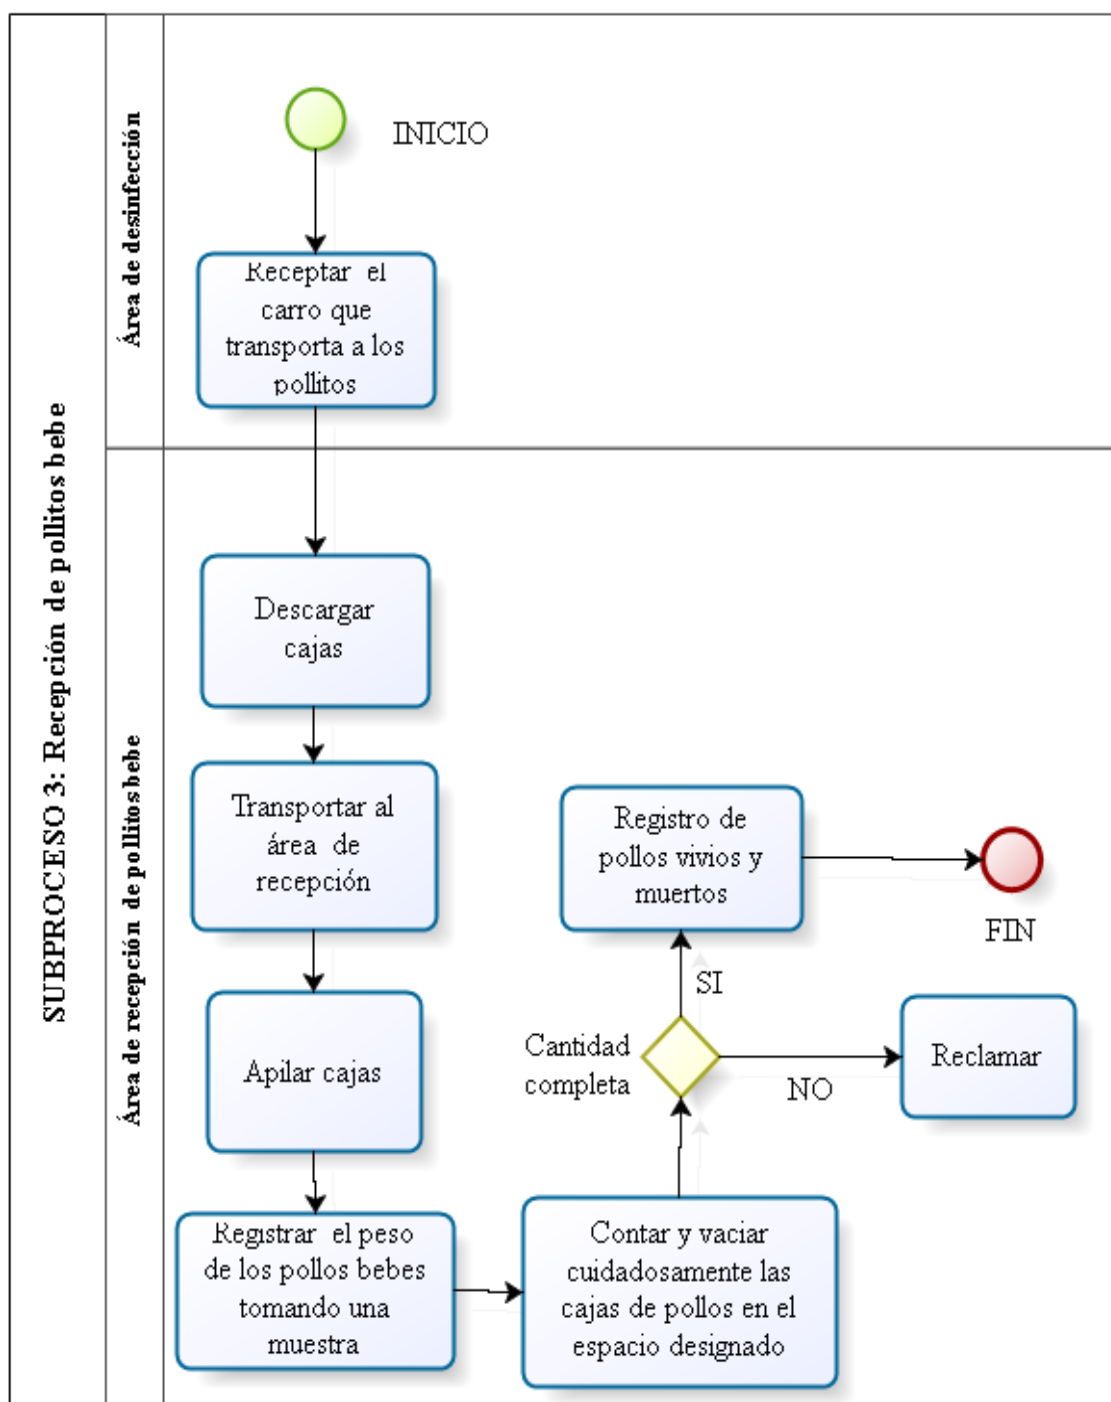 SUBPROCESO 3: Recepción de pollitos bebe
Área de desinfección
INICIO
Receptar el
carro que
transporta a los
pollitos
Área de recepción de pollitos bebe
Descargar
cajas
Transportar al
área de
recepción
Apilar cajas
Registrar el peso
de los pollos bebes
tomando una
muestra
Contar y vaciar
cuidadosamente las
cajas de pollos en el
espacio designado
Cantidad
completa
SI
NO
Reclamar
Registro de
pollos vivios y
muertos
FIN